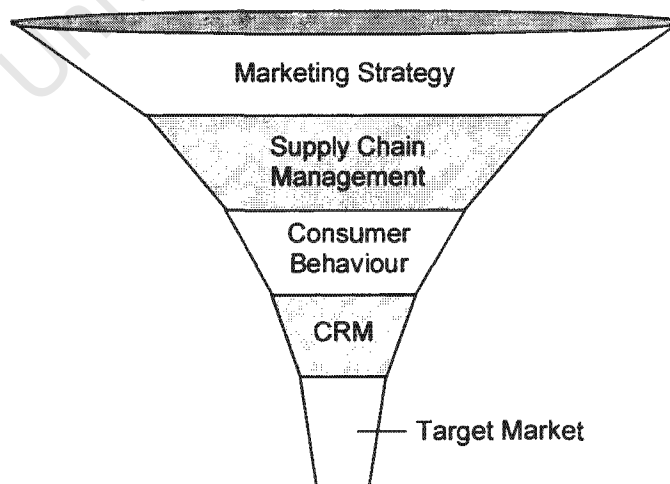 Marketing Strategy
Supply Chain
Management
Consumer
Behaviour
CRM
Target Market